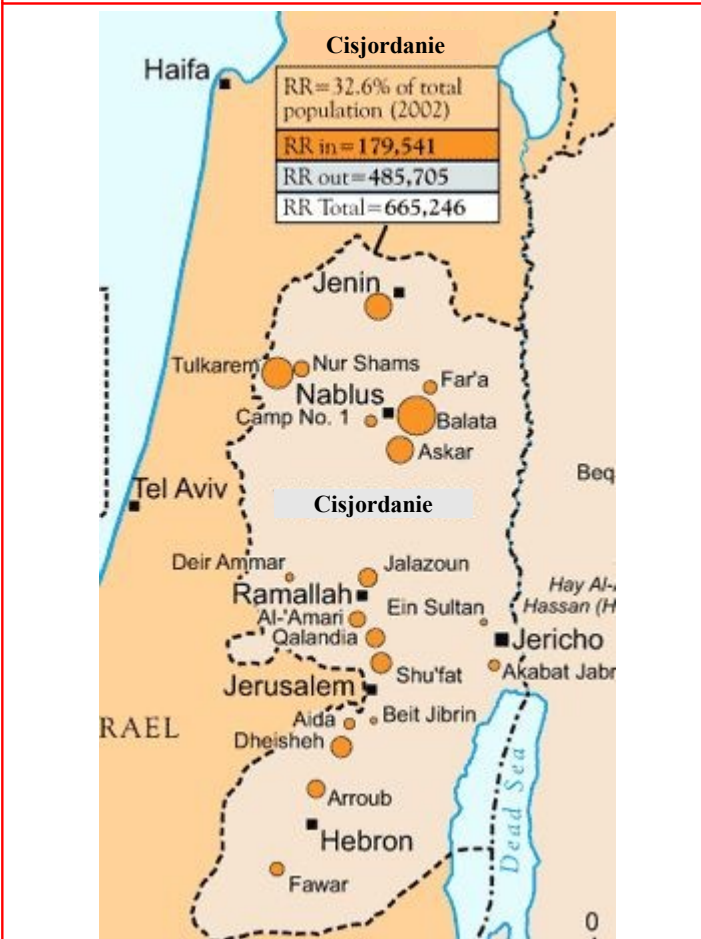 Cisjordanie
Haifa
RR=32.6% of total
population (2002)
RR in=179,541
RR out=485,705
RR Total=665,246
Jenin
Tulkarem
Nur Shams
Far'a
Nablus
Camp No. 1
Balata
Askar
Beq
Tel Aviv
Cisjordanie
Deir Ammar
Jalazoun
Hay Al-
Ramallah
Ein Sultan
Hassan (H
Al-'Amari
Qalandia
Jericho
Shu'fat
Akabat Jabr
Jerusalem
Aida
Beit Jibrin
RAEL
Dheisheh
Dead Sea
Arroub
Hebron
Fawar
0